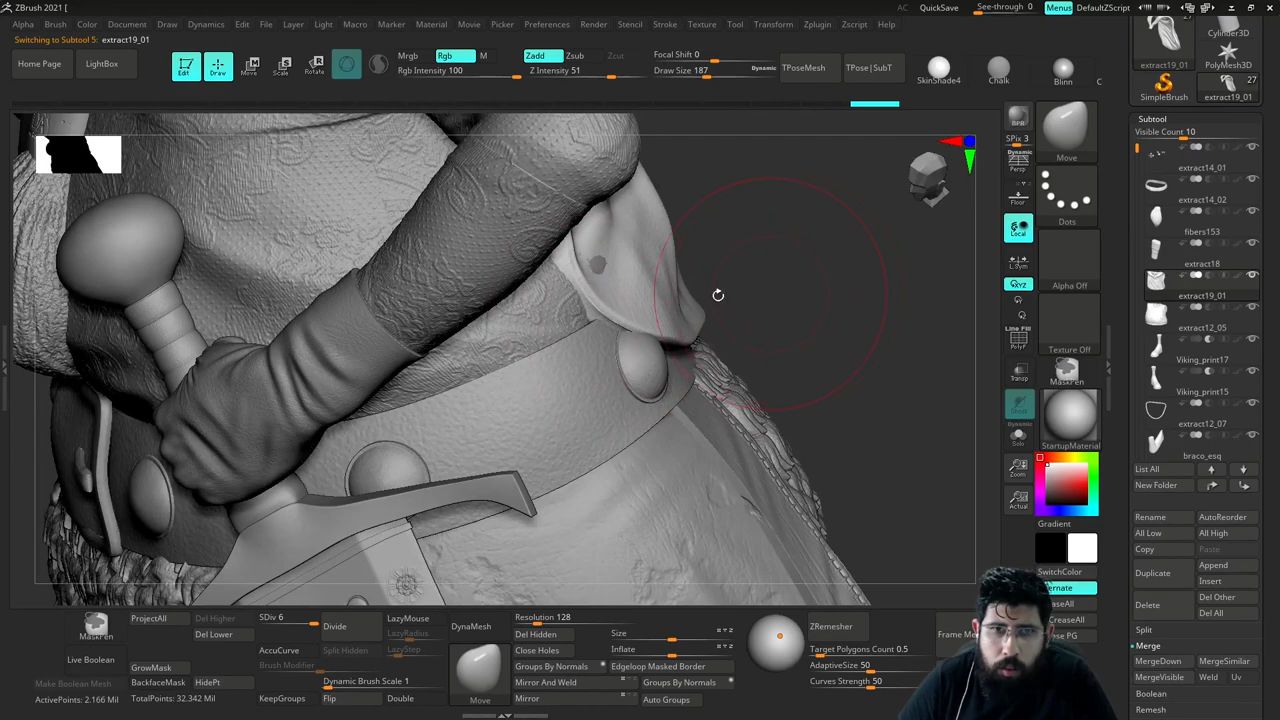 ZBrush 2021 [
AC QuickSave See-through 0 Menus DefaultZScript
Alpha Brush Color Document Draw Dynamics Edit File Layer Light Macro Marker Material Movie Picker Preferences Render Stencil Stroke Texture Tool Transform Zplugin Zscript Help
Switching to Subtool 5: extract19_01
Home Page LightBox Edit Draw Move Scale Rotate
Mrgb Rgb M
Rgb Intensity 100
Zadd Zsub Zcut
Z Intensity 51
Focal Shift 0
Draw Size 187 Dynamic
TPoseMesh TPose|SubT SkinShade4 Chalk Blinn C
BPR
SPix 3
Dynamic
Persp
Floor
Local
L.Sym
XYZ
Line Fill
PolyF
Transp
Ghost
Dynamic
Solo
Zoom
Actual
Move
Dots
Alpha Off
Texture Off
MaskPen
StartupMaterial
Gradient
SwitchColor
27
Cylinder3D
extract19_01 PolyMesh3D
27
SimpleBrush extract19_01
Subtool
Visible Count 10
extract14_01
extract14_02
fibers153
extract18
extract19_01
extract12_05
Viking_print17
Viking_print15
extract12_07
braco_esq
List All
New Folder
Rename AutoReorder
All Low All High
Copy Paste
Duplicate Append
Insert
Delete Del Other
Del All
Split
Merge
MergeDown MergeSimilar
MergeVisible Weld Uv
Boolean
Remesh
MaskPen
Live Boolean
Make Boolean Mesh
ActivePoints: 2.166 Mil
ProjectAll Del Higher
Del Lower
GrowMask
BackfaceMask HidePt
TotalPoints: 32.342 Mil
SDiv 6
AccuCurve
Brush Modifier
Dynamic Brush Scale 1
KeepGroups Flip
Divide
Split Hidden
LazyMouse
LazyRadius
LazyStep
Double
DynaMesh
Move
Resolution 128
Del Hidden
Close Holes
Groups By Normals
Mirror And Weld
Mirror
Size
Inflate
Edgeloop Masked Border
Groups By Normals
Auto Groups
ZRemesher
Target Polygons Count 0.5
AdaptiveSize 50
Curves Strength 50